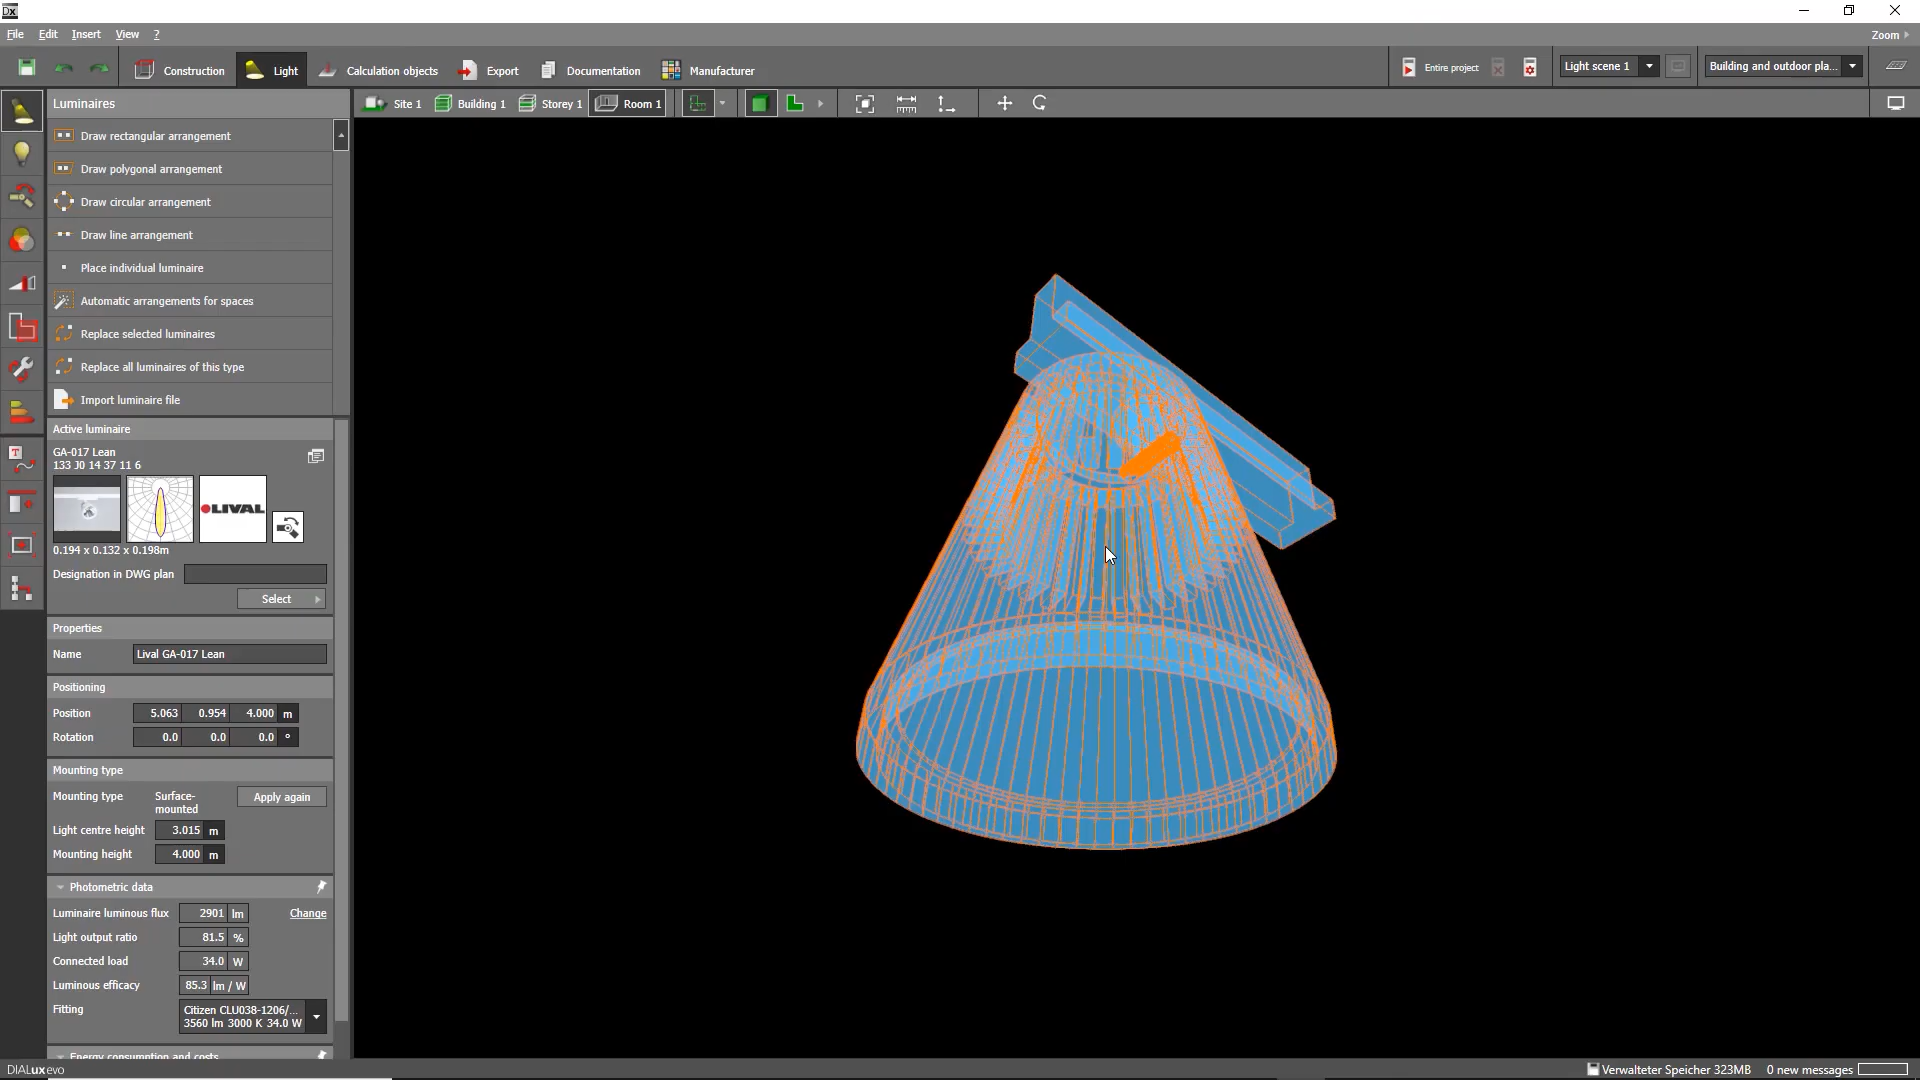 Dx
File Edit Insert View ? Zoom
Construction Light Calculation objects Export Documentation Manufacturer Entire project Light scene 1 Building and outdoor pla...
Luminaires Site 1 Building 1 Storey 1 Room 1
Draw rectangular arrangement
Draw polygonal arrangement
Draw circular arrangement
Draw line arrangement
Place individual luminaire
Automatic arrangements for spaces
Replace selected luminaires
Replace all luminaires of this type
Import luminaire file
Active luminaire
GA-017 Lean
133 J0 14 37 11 6
LIVAL
0.194 x 0.132 x 0.198m
Designation in DWG plan
Select
Properties
Name Lival GA-017 Lean
Positioning
Position 5.063 0.954 4.000 m
Rotation 0.0 0.0 0.0 °
Mounting type
Mounting type Surface-
mounted Apply again
Light centre height 3.015 m
Mounting height 4.000 m
Photometric data
Luminaire luminous flux 2901 lm Change
Light output ratio 81.5 %
Connected load 34.0 W
Luminous efficacy 85.3 lm / W
Fitting Citizen CLU038-1206/...
3560 lm 3000 K 34.0 W
Energy consumption and costs
DIALux evo Verwalteter Speicher 323MB 0 new messages